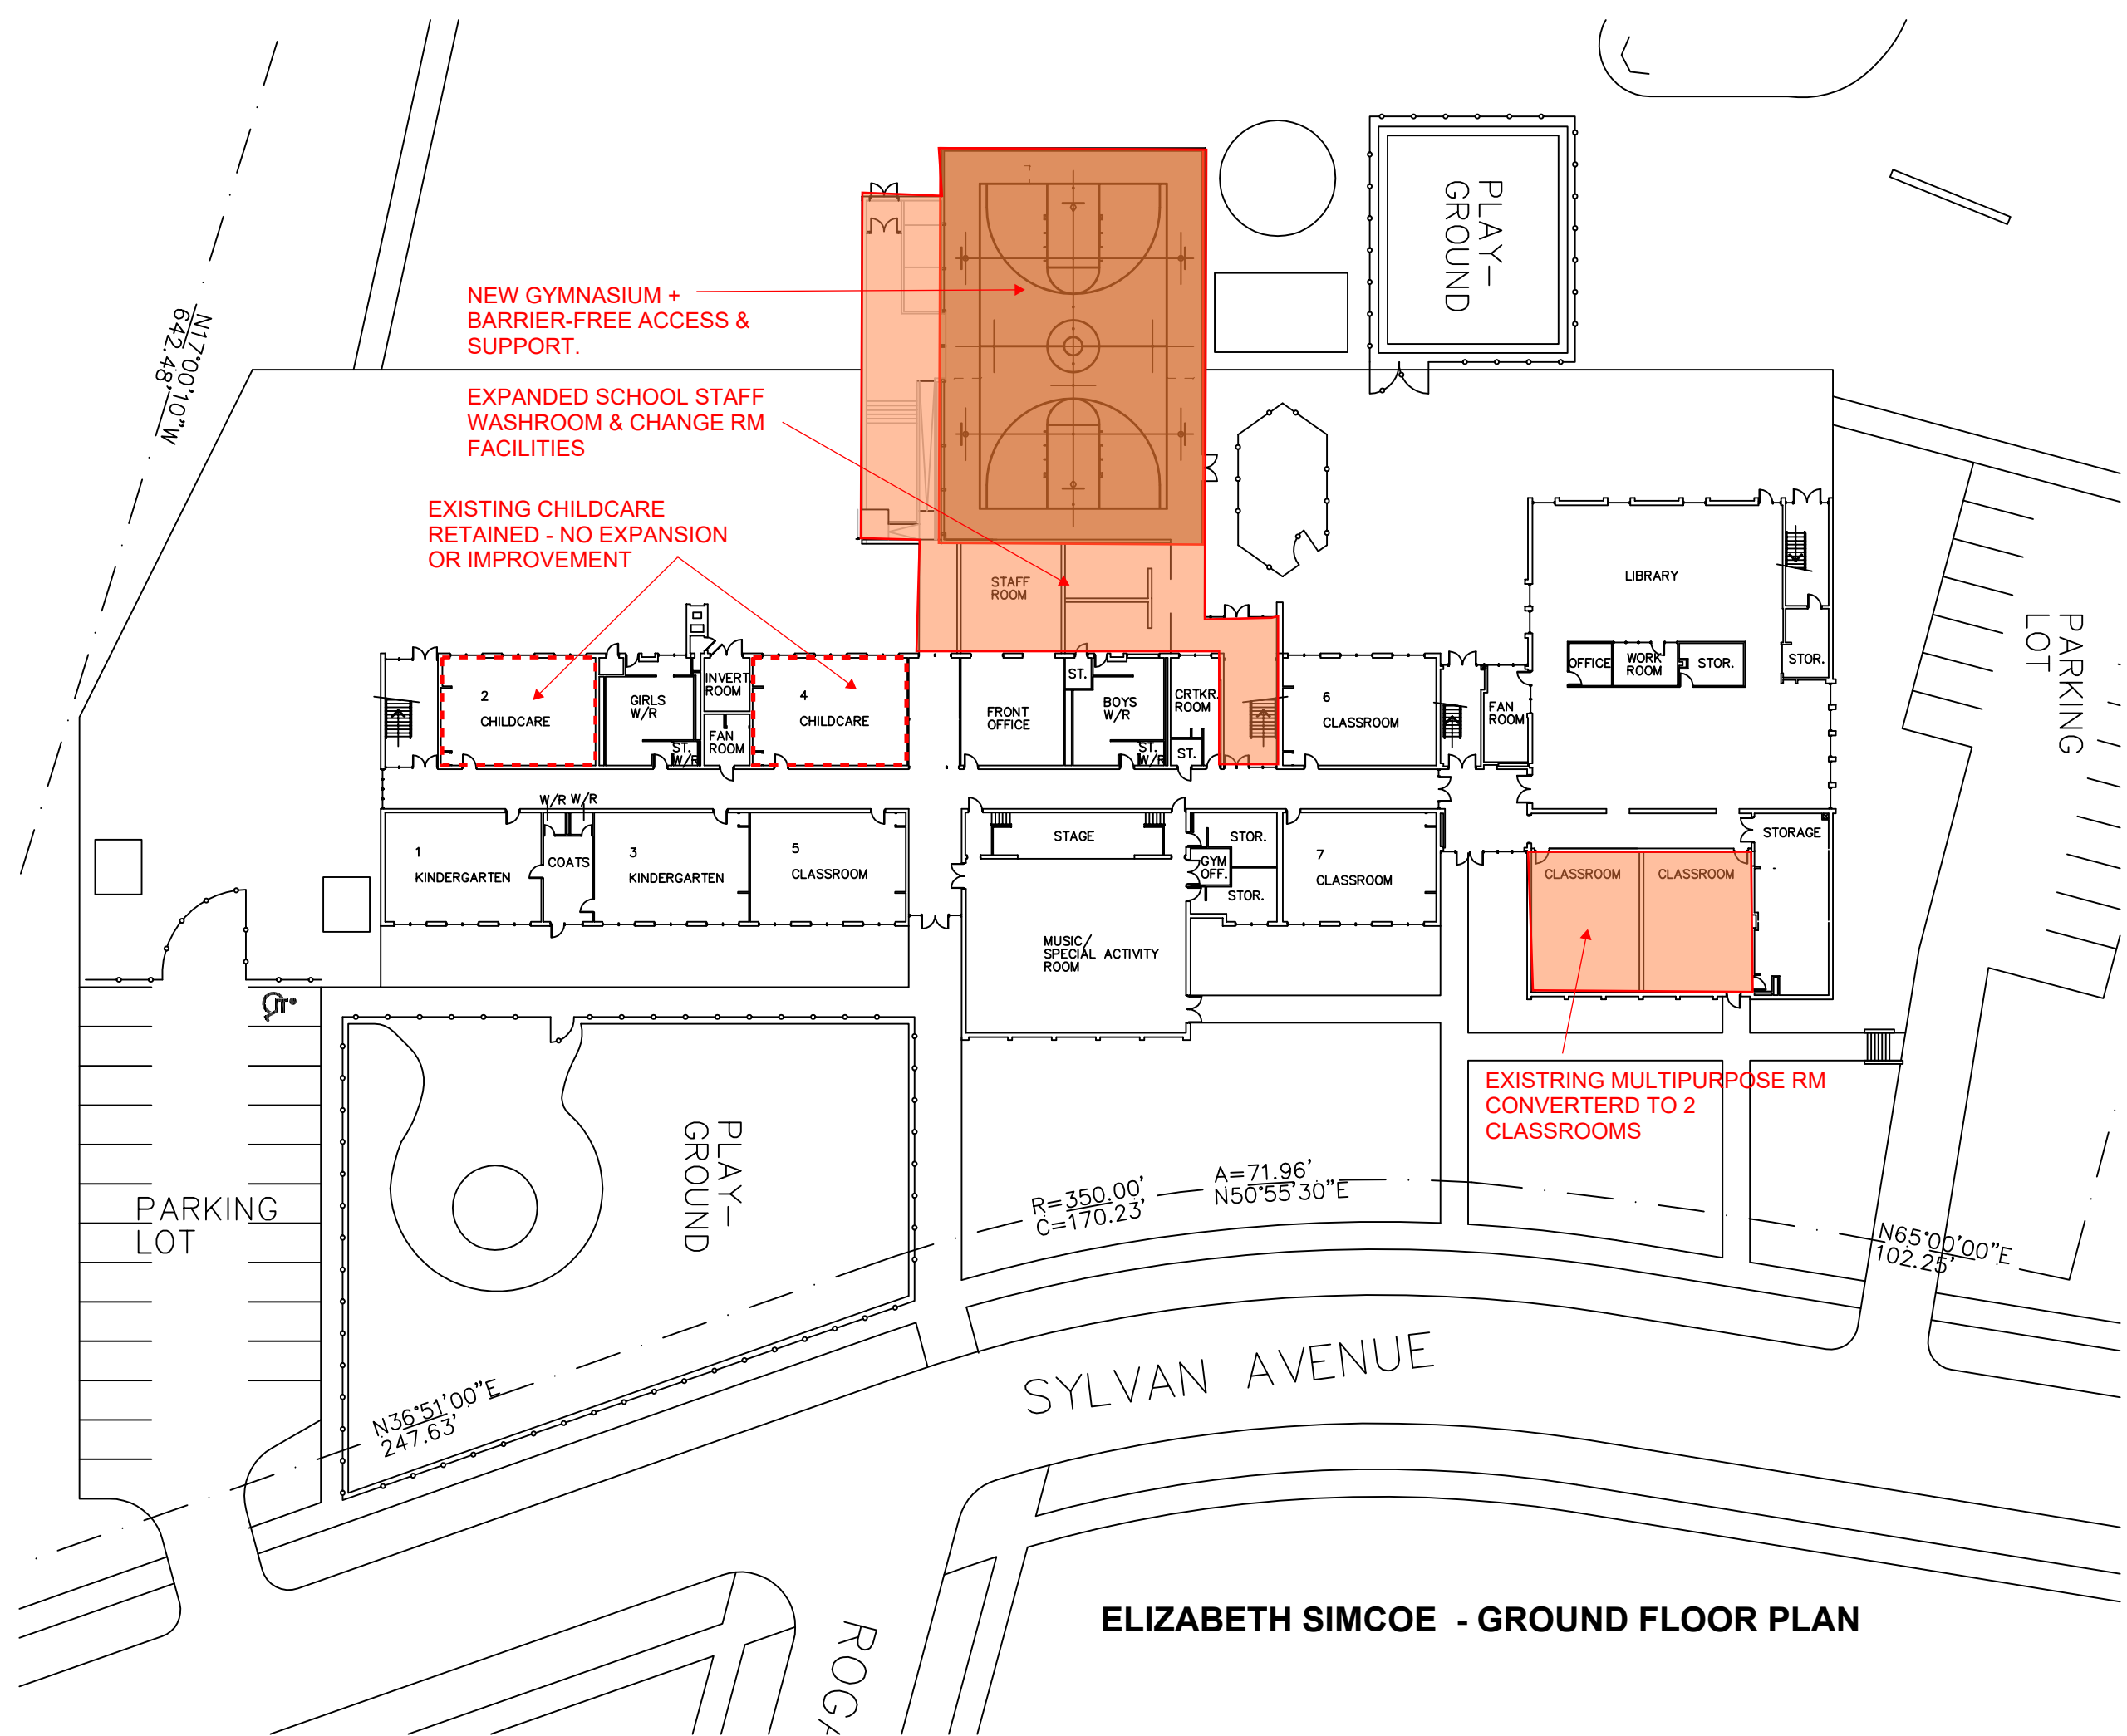 PLAY-
GROUND
N17°00'10"W
642.48'
NEW GYMNASIUM +
BARRIER-FREE ACCESS &
SUPPORT.
EXPANDED SCHOOL STAFF
WASHROOM & CHANGE RM
FACILITIES
EXISTING CHILDCARE
RETAINED - NO EXPANSION
OR IMPROVEMENT
STAFF
ROOM
LIBRARY
PARKING
LOT
OFFICE
WORK
ROOM
STOR.
STOR.
2
CHILDCARE
GIRLS
W/R
ST.
W/R
INVERT
ROOM
FAN
ROOM
4
CHILDCARE
FRONT
OFFICE
ST.
BOYS
W/R
ST.
W/R
CRTKR.
ROOM
ST.
6
CLASSROOM
FAN
ROOM
W/R W/R
1
KINDERGARTEN
COATS
3
KINDERGARTEN
5
CLASSROOM
STAGE
STOR.
GYM
OFF.
STOR.
7
CLASSROOM
CLASSROOM
CLASSROOM
STORAGE
MUSIC/
SPECIAL ACTIVITY
ROOM
EXISTRING MULTIPURPOSE RM
CONVERTERD TO 2
CLASSROOMS
PLAY-
GROUND
PARKING
LOT
R=350.00'
C=170.23'
A=71.96'
N50°55'30"E
N65°00'00"E
102.25'
N36°51'00"E
247.63'
SYLVAN AVENUE
ELIZABETH SIMCOE - GROUND FLOOR PLAN